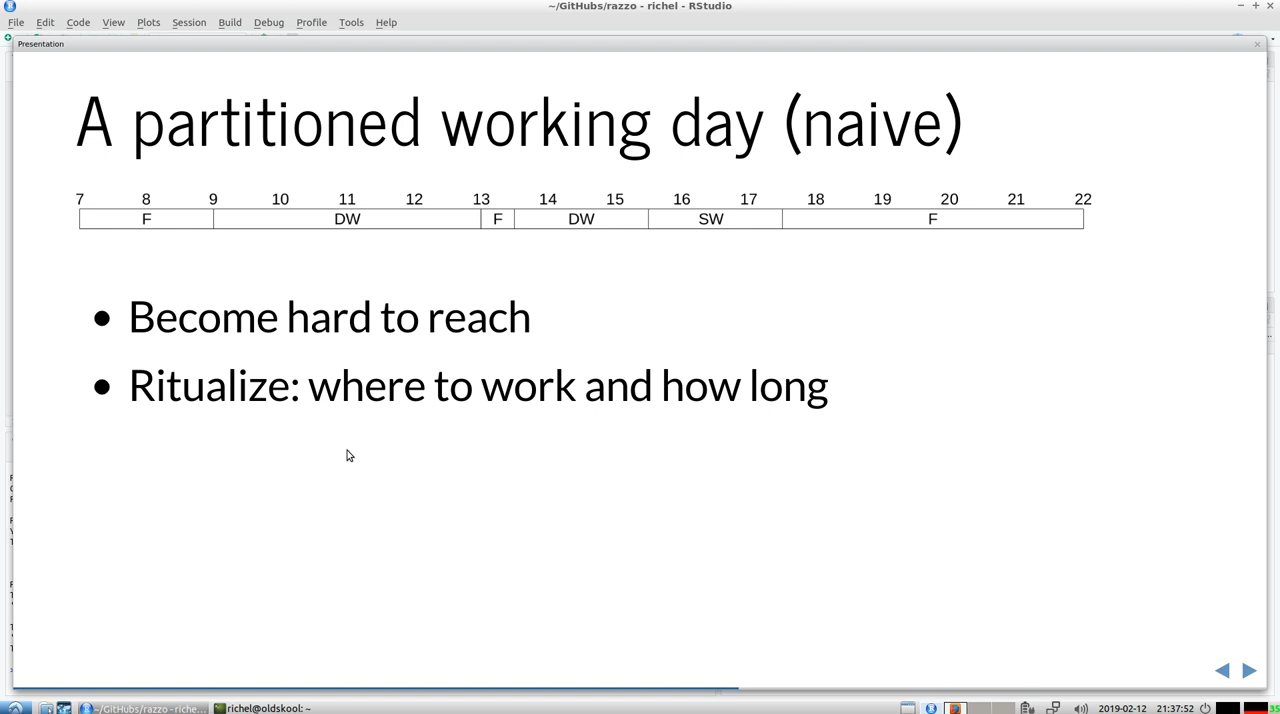 ~/GitHubs/razzo - richel - RStudio
File Edit Code View Plots Session Build Debug Profile Tools Help
Presentation
A partitioned working day (naive)
7 8 9 10 11 12 13 14 15 16 17 18 19 20 21 22
F DW F DW SW F
• Become hard to reach
• Ritualize: where to work and how long
~/GitHubs/razzo - riche... richel@oldskool: ~ 2019-02-12 21:37:52